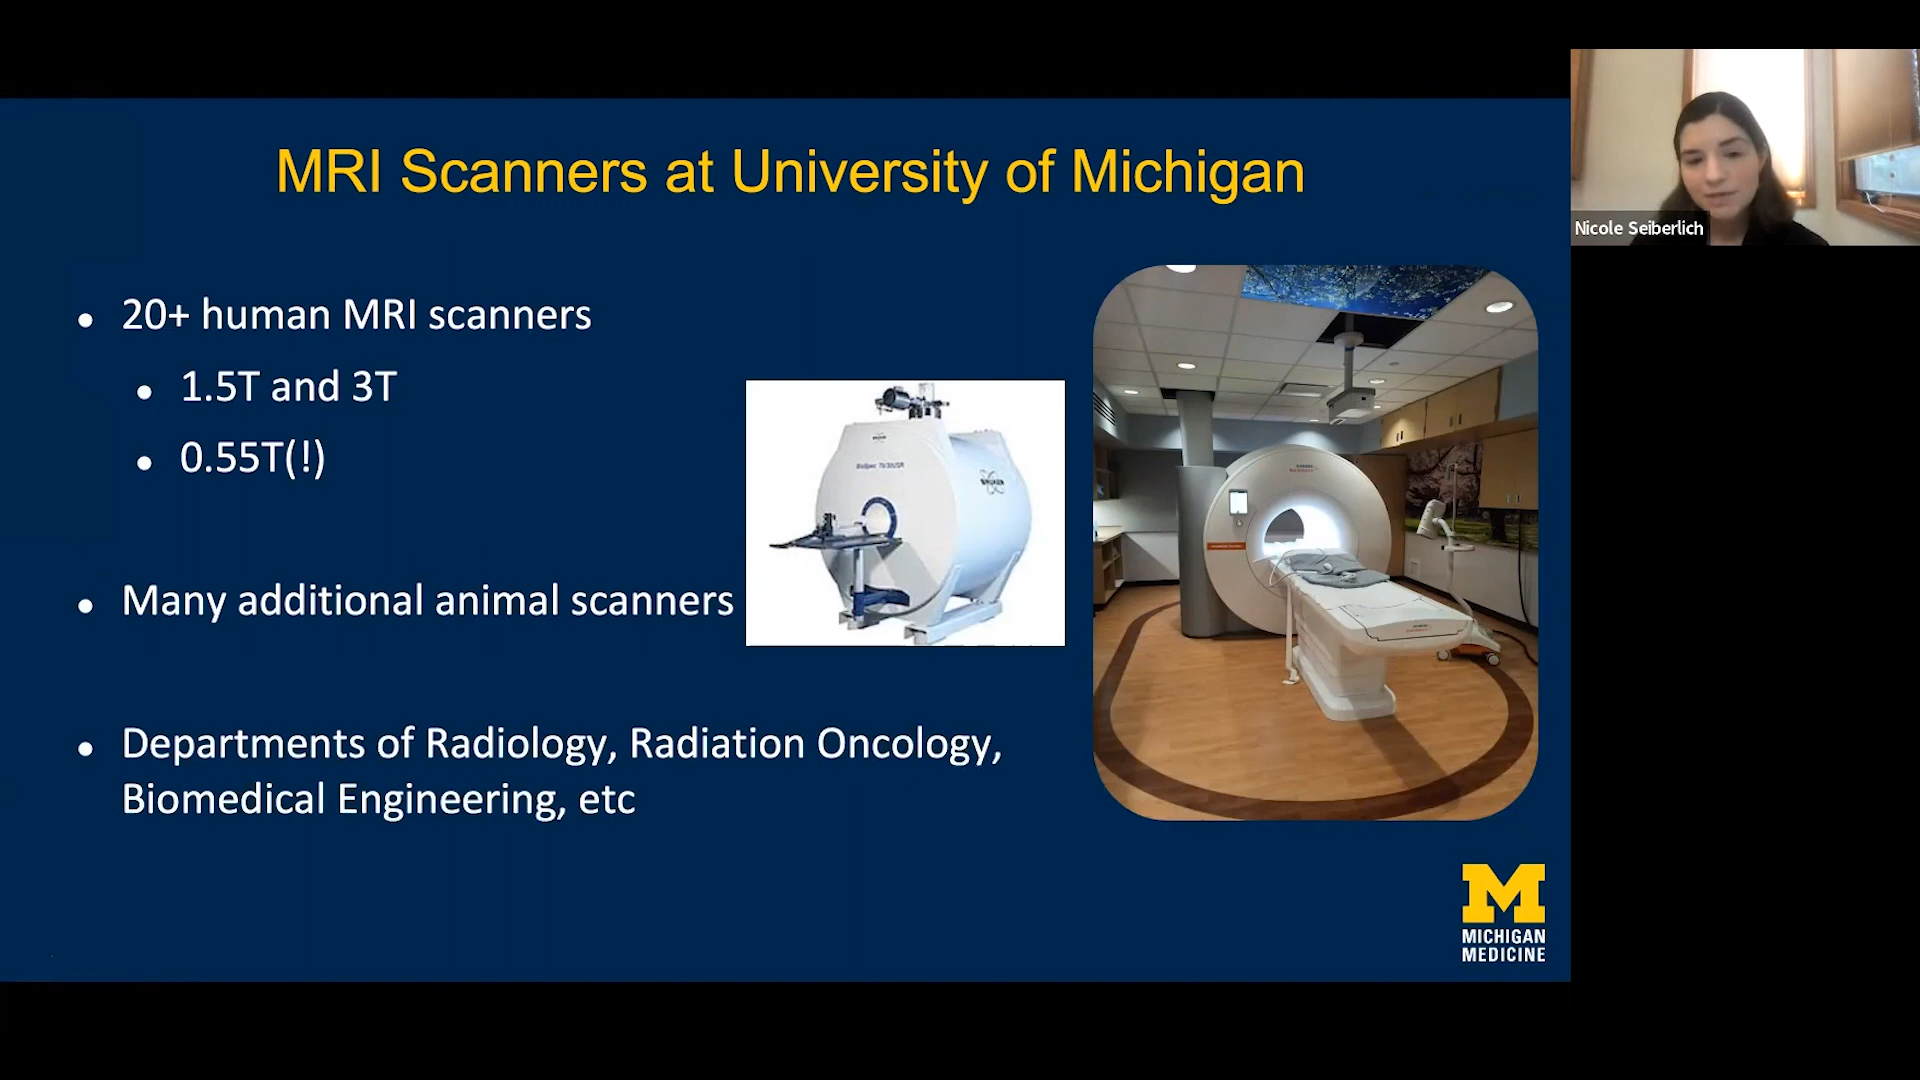 MRI Scanners at University of Michigan
Nicole Seiberlich
• 20+ human MRI scanners
• 1.5T and 3T
• 0.55T(!)
• Many additional animal scanners
BRUKER
• Departments of Radiology, Radiation Oncology,
Biomedical Engineering, etc
M
MICHIGAN
MEDICINE